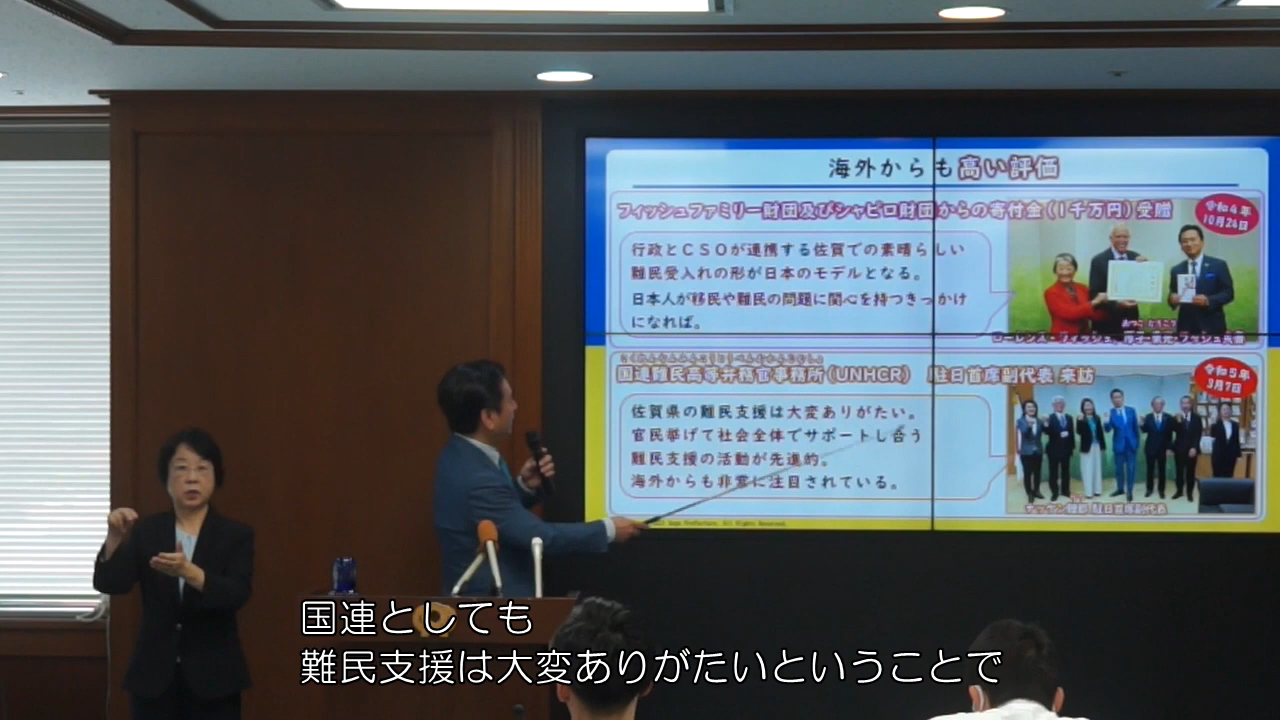 海外からも高い評価
フィッシュファミリー財団及びシャピロ財団からの寄付金(1千万円)受贈
令和4年
10月24日
行政とCSOが連携する佐賀での素晴らしい
難民受入れの形が日本のモデルとなる。
日本人が移民や難民の問題に関心を持つきっかけ
になれば。
ローレンス・フィッシュ、
国連難民高等弁務官事務所(UNHCR) 駐日首席副代表 来訪
令和5年
3月7日
佐賀県の難民支援は大変ありがたい。
官民挙げて社会全体でサポートし合う
難民支援の活動が先進的。
海外からも非常に注目されている。
駐日首席副代表
Saga Prefecture. All Rights Reserved.
国連としても
難民支援は大変ありがたいということで